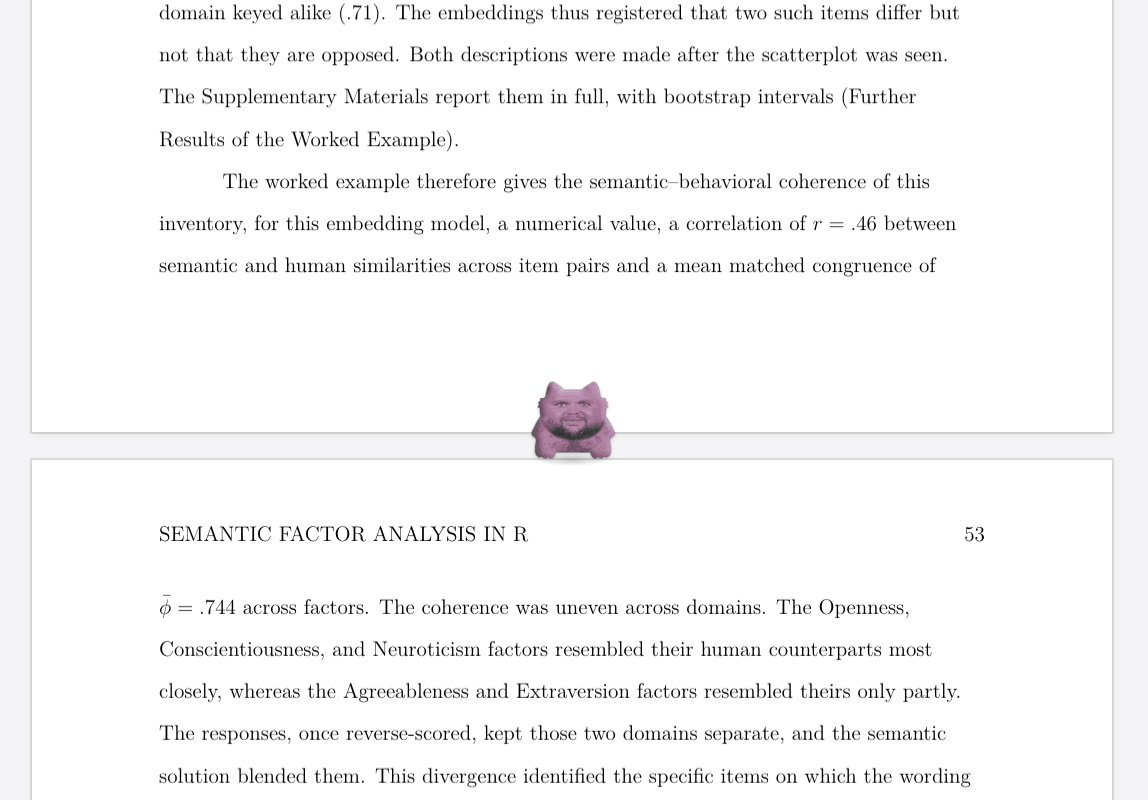 domain keyed alike (.71). The embeddings thus registered that two such items differ but
not that they are opposed. Both descriptions were made after the scatterplot was seen.
The Supplementary Materials report them in full, with bootstrap intervals (Further
Results of the Worked Example).
The worked example therefore gives the semantic–behavioral coherence of this
inventory, for this embedding model, a numerical value, a correlation of r = .46 between
semantic and human similarities across item pairs and a mean matched congruence of
SEMANTIC FACTOR ANALYSIS IN R 53
ϕ̄ = .744 across factors. The coherence was uneven across domains. The Openness,
Conscientiousness, and Neuroticism factors resembled their human counterparts most
closely, whereas the Agreeableness and Extraversion factors resembled theirs only partly.
The responses, once reverse-scored, kept those two domains separate, and the semantic
solution blended them. This divergence identified the specific items on which the wording